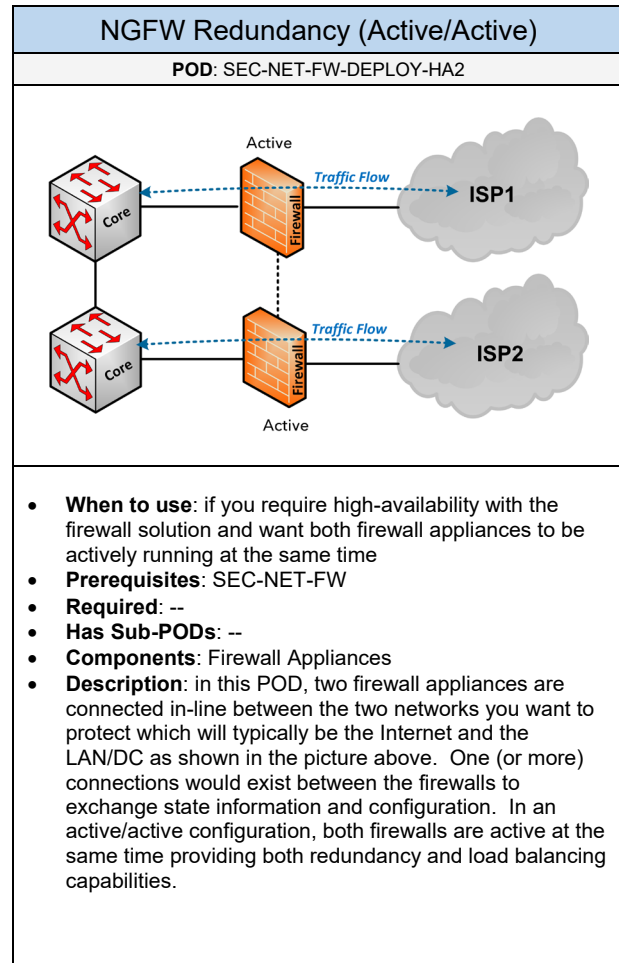 NGFW Redundancy (Active/Active)
POD: SEC-NET-FW-DEPLOY-HA2
Active
Traffic Flow
ISP1
Core
Firewall
Traffic Flow
ISP2
Core
Firewall
Active
• When to use: if you require high-availability with the
firewall solution and want both firewall appliances to be
actively running at the same time
• Prerequisites: SEC-NET-FW
• Required: --
• Has Sub-PODs: --
• Components: Firewall Appliances
• Description: in this POD, two firewall appliances are
connected in-line between the two networks you want to
protect which will typically be the Internet and the
LAN/DC as shown in the picture above.  One (or more)
connections would exist between the firewalls to
exchange state information and configuration.  In an
active/active configuration, both firewalls are active at the
same time providing both redundancy and load balancing
capabilities.